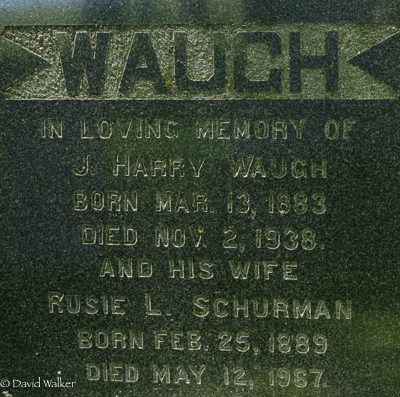 WAUGH
IN LOVING MEMORY OF
J. HARRY WAUGH
BORN MAR. 13, 1883
DIED NOV. 2, 1938.
AND HIS WIFE
RUSIE L. SCHURMAN
BORN FEB. 25, 1889
DIED MAY 12, 1967.
© David Walker